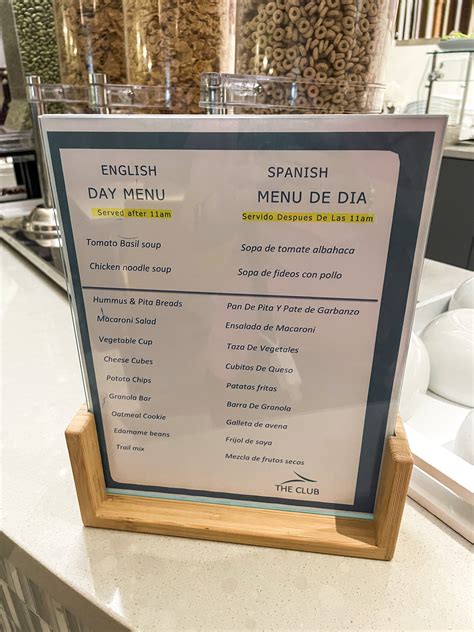 ENGLISH
DAY MENU
Served after 11am
Tomato Basil soup
Chicken noodle soup
Hummus & Pita Breads
Macaroni Salad
Vegetable Cup
Cheese Cubes
Potato Chips
Granola Bar
Oatmeal Cookie
Edamame beans
Trail mix
SPANISH
MENU DE DIA
Servido Despues De Las 11am
Sopa de tomate albahaca
Sopa de fideos con pollo
Pan De Pita Y Pate de Garbanzo
Ensalada de Macaroni
Taza De Vegetales
Cubitos De Queso
Patatas fritas
Barra De Granola
Galleta de avena
Frijol de soya
Mezcla de frutos secos
THE CLUB